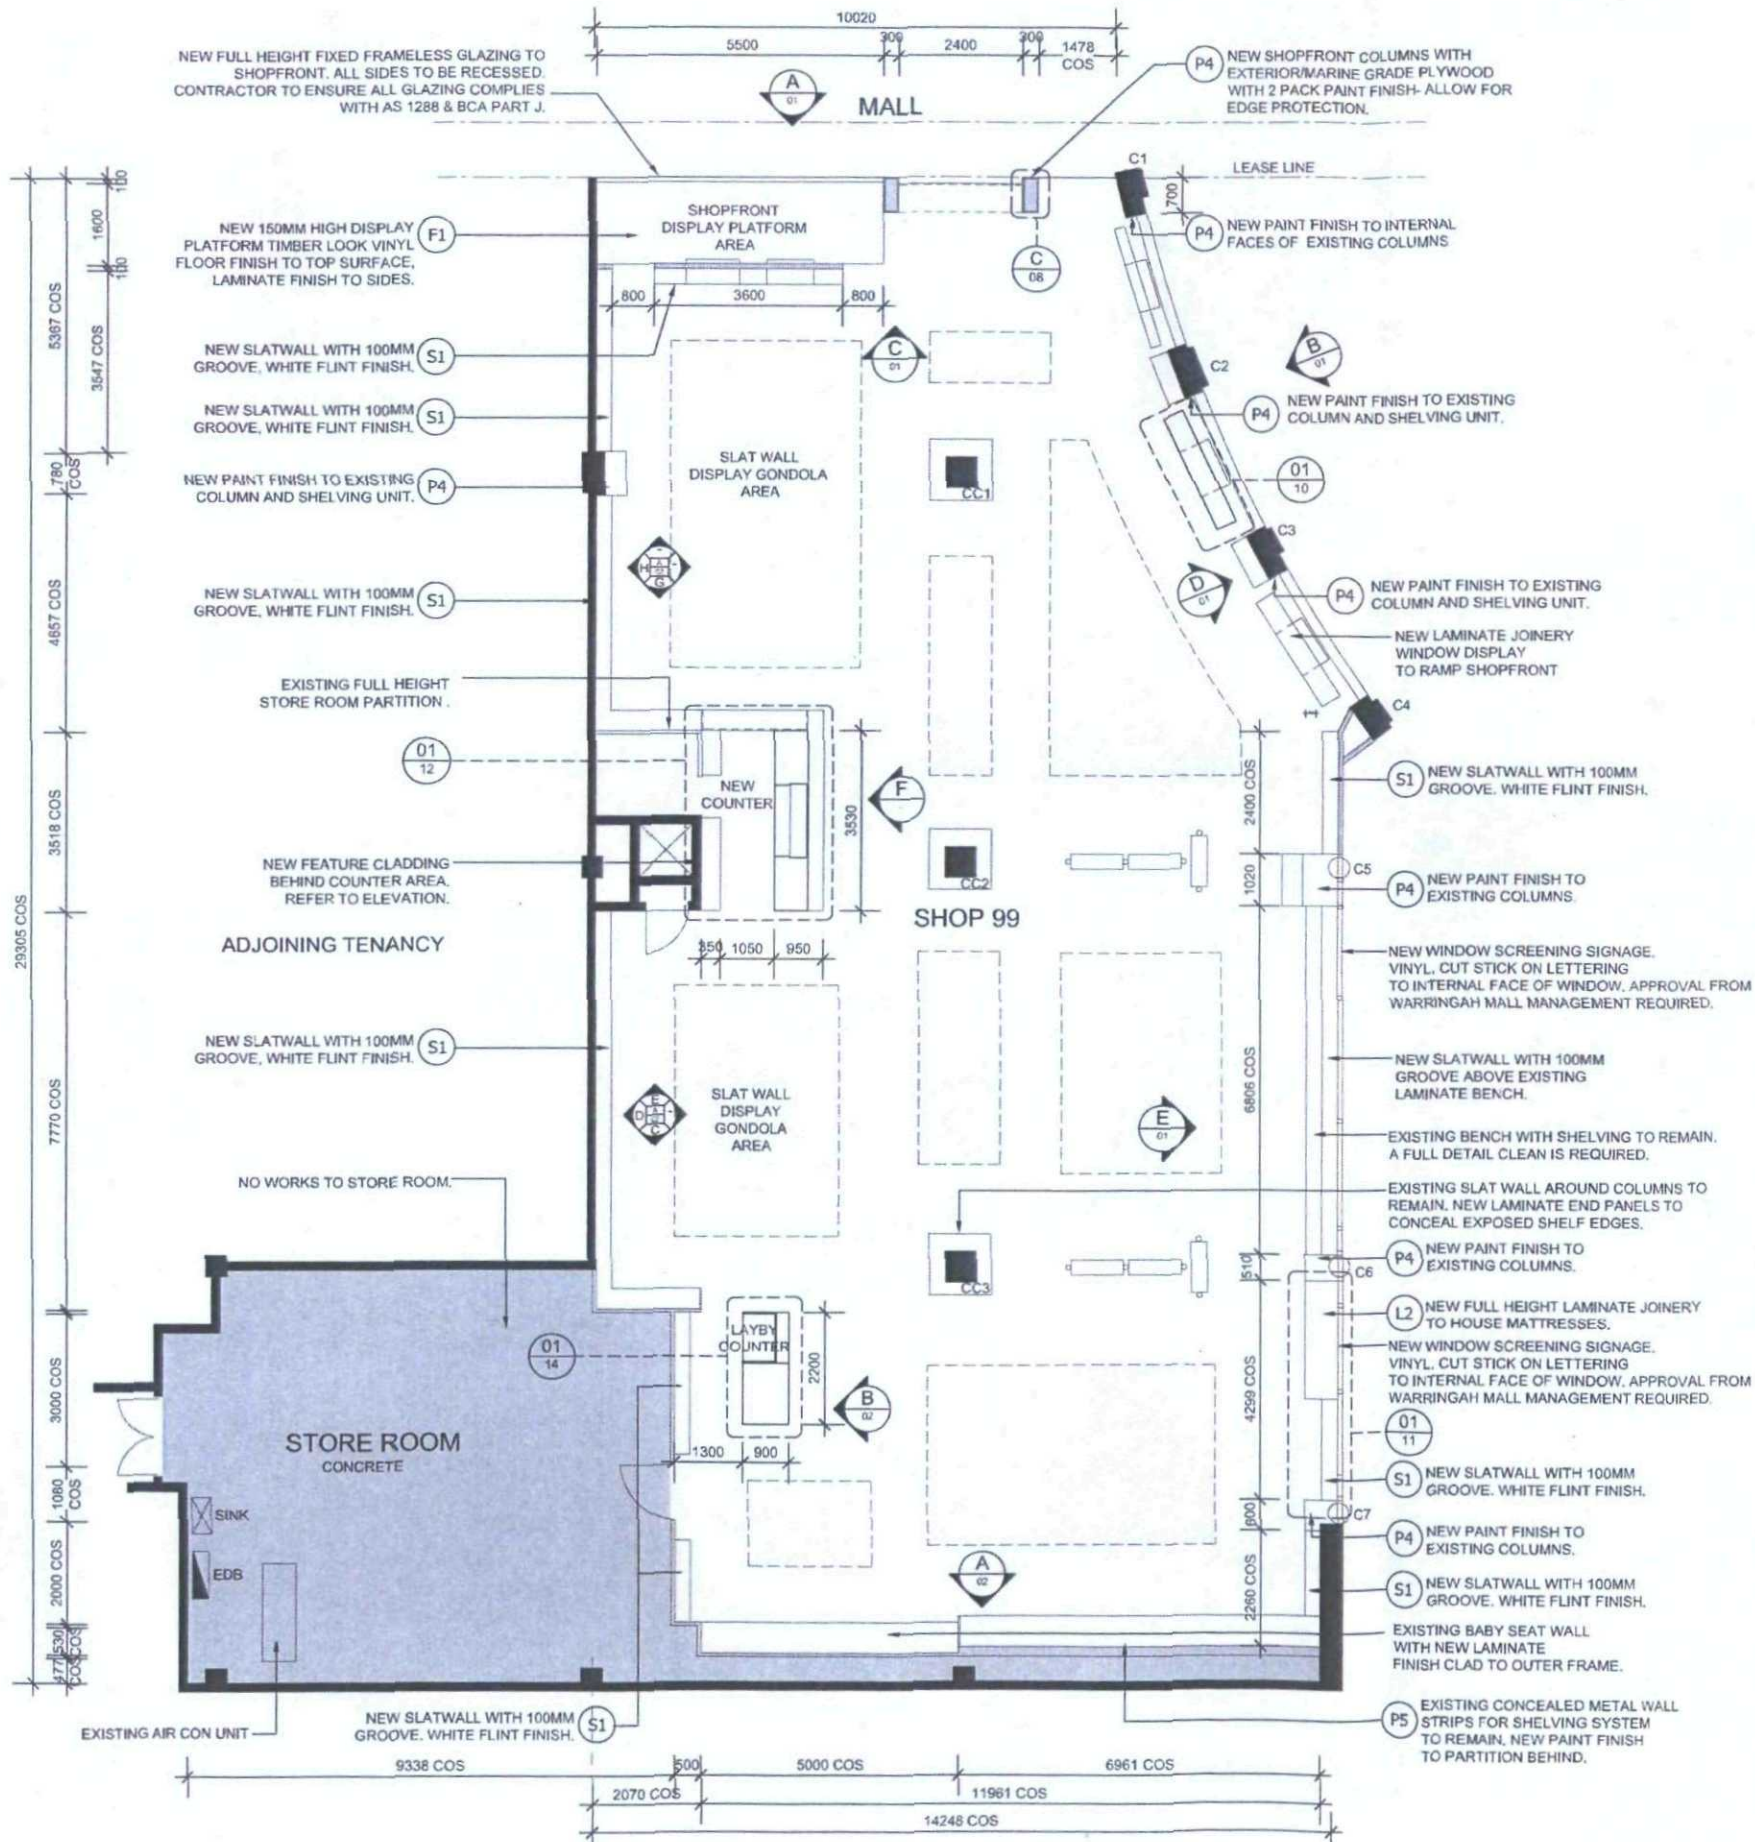 10020
5500
300
2400
300
1478
COS
NEW FULL HEIGHT FIXED FRAMELESS GLAZING TO
SHOPFRONT. ALL SIDES TO BE RECESSED.
CONTRACTOR TO ENSURE ALL GLAZING COMPLIES
WITH AS 1288 & BCA PART J.
A
01
MALL
P4
NEW SHOPFRONT COLUMNS WITH
EXTERIOR/MARINE GRADE PLYWOOD
WITH 2 PACK PAINT FINISH- ALLOW FOR
EDGE PROTECTION.
C1
LEASE LINE
700
P4
NEW PAINT FINISH TO INTERNAL
FACES OF EXISTING COLUMNS
NEW 150MM HIGH DISPLAY
PLATFORM TIMBER LOOK VINYL
FLOOR FINISH TO TOP SURFACE,
LAMINATE FINISH TO SIDES.
F1
SHOPFRONT
DISPLAY PLATFORM
AREA
C
08
800
3600
800
100
1600
100
5367 COS
3547 COS
NEW SLATWALL WITH 100MM
GROOVE, WHITE FLINT FINISH.
S1
C
01
C2
B
01
NEW SLATWALL WITH 100MM
GROOVE, WHITE FLINT FINISH.
S1
P4
NEW PAINT FINISH TO EXISTING
COLUMN AND SHELVING UNIT.
780
COS
NEW PAINT FINISH TO EXISTING
COLUMN AND SHELVING UNIT.
P4
SLAT WALL
DISPLAY GONDOLA
AREA
CC1
01
10
C3
H
A
G
D
01
4657 COS
NEW SLATWALL WITH 100MM
GROOVE, WHITE FLINT FINISH.
S1
P4
NEW PAINT FINISH TO EXISTING
COLUMN AND SHELVING UNIT.
NEW LAMINATE JOINERY
WINDOW DISPLAY
TO RAMP SHOPFRONT
C4
EXISTING FULL HEIGHT
STORE ROOM PARTITION .
01
12
NEW
COUNTER
F
3530
2400 COS
S1
NEW SLATWALL WITH 100MM
GROOVE. WHITE FLINT FINISH.
3518 COS
NEW FEATURE CLADDING
BEHIND COUNTER AREA.
REFER TO ELEVATION.
CC2
1020
C5
P4
NEW PAINT FINISH TO
EXISTING COLUMNS.
SHOP 99
29305 COS
ADJOINING TENANCY
350
1050
950
NEW WINDOW SCREENING SIGNAGE.
VINYL, CUT STICK ON LETTERING
TO INTERNAL FACE OF WINDOW, APPROVAL FROM
WARRINGAH MALL MANAGEMENT REQUIRED.
NEW SLATWALL WITH 100MM
GROOVE, WHITE FLINT FINISH.
S1
7770 COS
6806 COS
NEW SLATWALL WITH 100MM
GROOVE ABOVE EXISTING
LAMINATE BENCH.
E
D
A
C
SLAT WALL
DISPLAY
GONDOLA
AREA
E
01
EXISTING BENCH WITH SHELVING TO REMAIN.
A FULL DETAIL CLEAN IS REQUIRED.
NO WORKS TO STORE ROOM.
EXISTING SLAT WALL AROUND COLUMNS TO
REMAIN. NEW LAMINATE END PANELS TO
CONCEAL EXPOSED SHELF EDGES.
CC3
510
C6
P4
NEW PAINT FINISH TO
EXISTING COLUMNS.
L2
NEW FULL HEIGHT LAMINATE JOINERY
TO HOUSE MATTRESSES.
01
14
LAYBY
COUNTER
2200
NEW WINDOW SCREENING SIGNAGE.
VINYL, CUT STICK ON LETTERING
TO INTERNAL FACE OF WINDOW. APPROVAL FROM
WARRINGAH MALL MANAGEMENT REQUIRED.
3000 COS
B
02
4299 COS
01
11
STORE ROOM
CONCRETE
1300
900
S1
NEW SLATWALL WITH 100MM
GROOVE. WHITE FLINT FINISH.
1080
COS
SINK
600
C7
P4
NEW PAINT FINISH TO
EXISTING COLUMNS.
EDB
2000 COS
A
02
2260 COS
S1
NEW SLATWALL WITH 100MM
GROOVE. WHITE FLINT FINISH.
530
COS
477
COS
EXISTING BABY SEAT WALL
WITH NEW LAMINATE
FINISH CLAD TO OUTER FRAME.
EXISTING AIR CON UNIT
NEW SLATWALL WITH 100MM
GROOVE. WHITE FLINT FINISH.
S1
P5
EXISTING CONCEALED METAL WALL
STRIPS FOR SHELVING SYSTEM
TO REMAIN, NEW PAINT FINISH
TO PARTITION BEHIND.
9338 COS
500
5000 COS
6961 COS
2070 COS
11961 COS
14248 COS